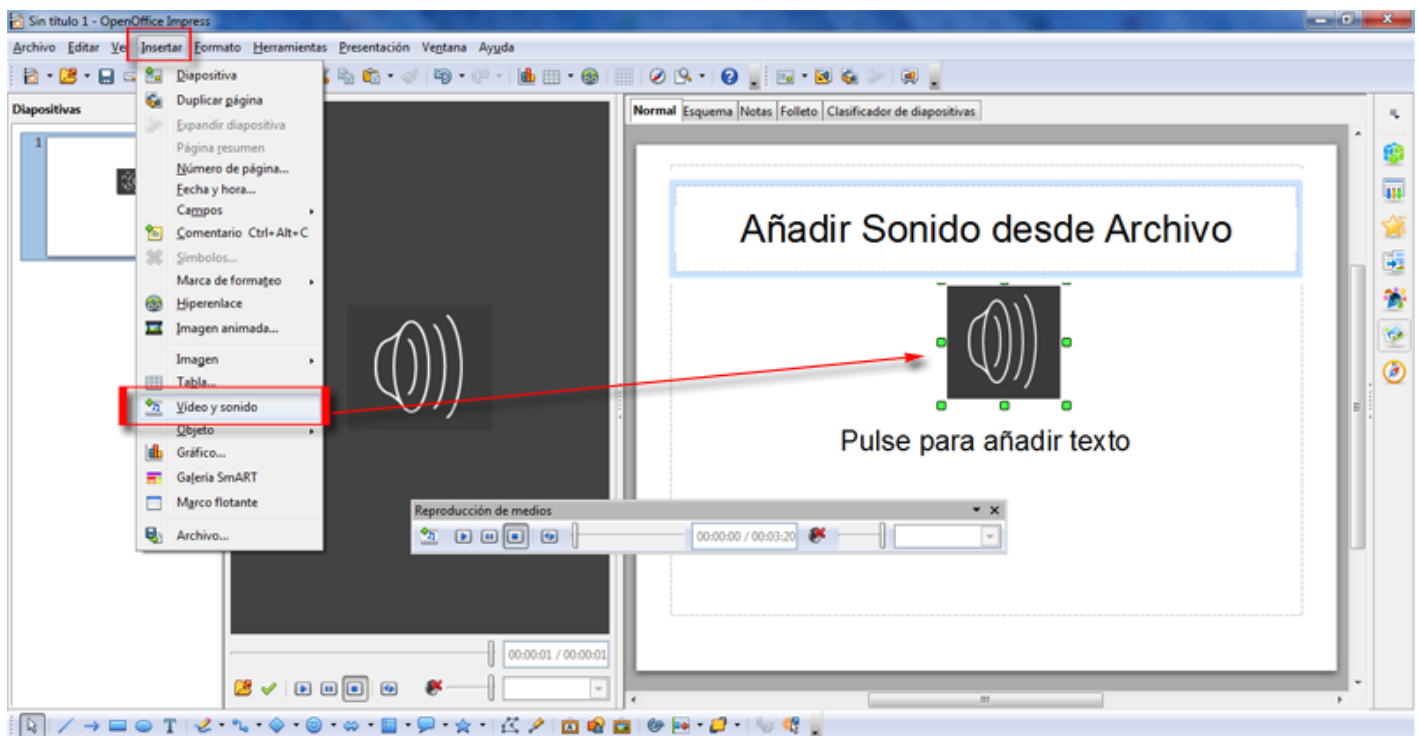 Sin título 1 - OpenOffice Impress
Archivo Editar Ve Insertar Formato Herramientas Presentación Ventana Ayuda
Diapositivas
1
Diapositiva
Duplicar página
Expandir diapositiva
Página resumen
Número de página...
Fecha y hora...
Campos
Comentario Ctrl+Alt+C
Símbolos...
Marca de formateo
Hiperenlace
Imagen animada...
Imagen
Tabla...
Vídeo y sonido
Objeto
Gráfico...
Galería SmART
Marco flotante
Archivo...
Normal Esquema Notas Folleto Clasificador de diapositivas
Añadir Sonido desde Archivo
Pulse para añadir texto
Reproducción de medios
00:00:00 / 00:03:20
00:00:01 / 00:00:01